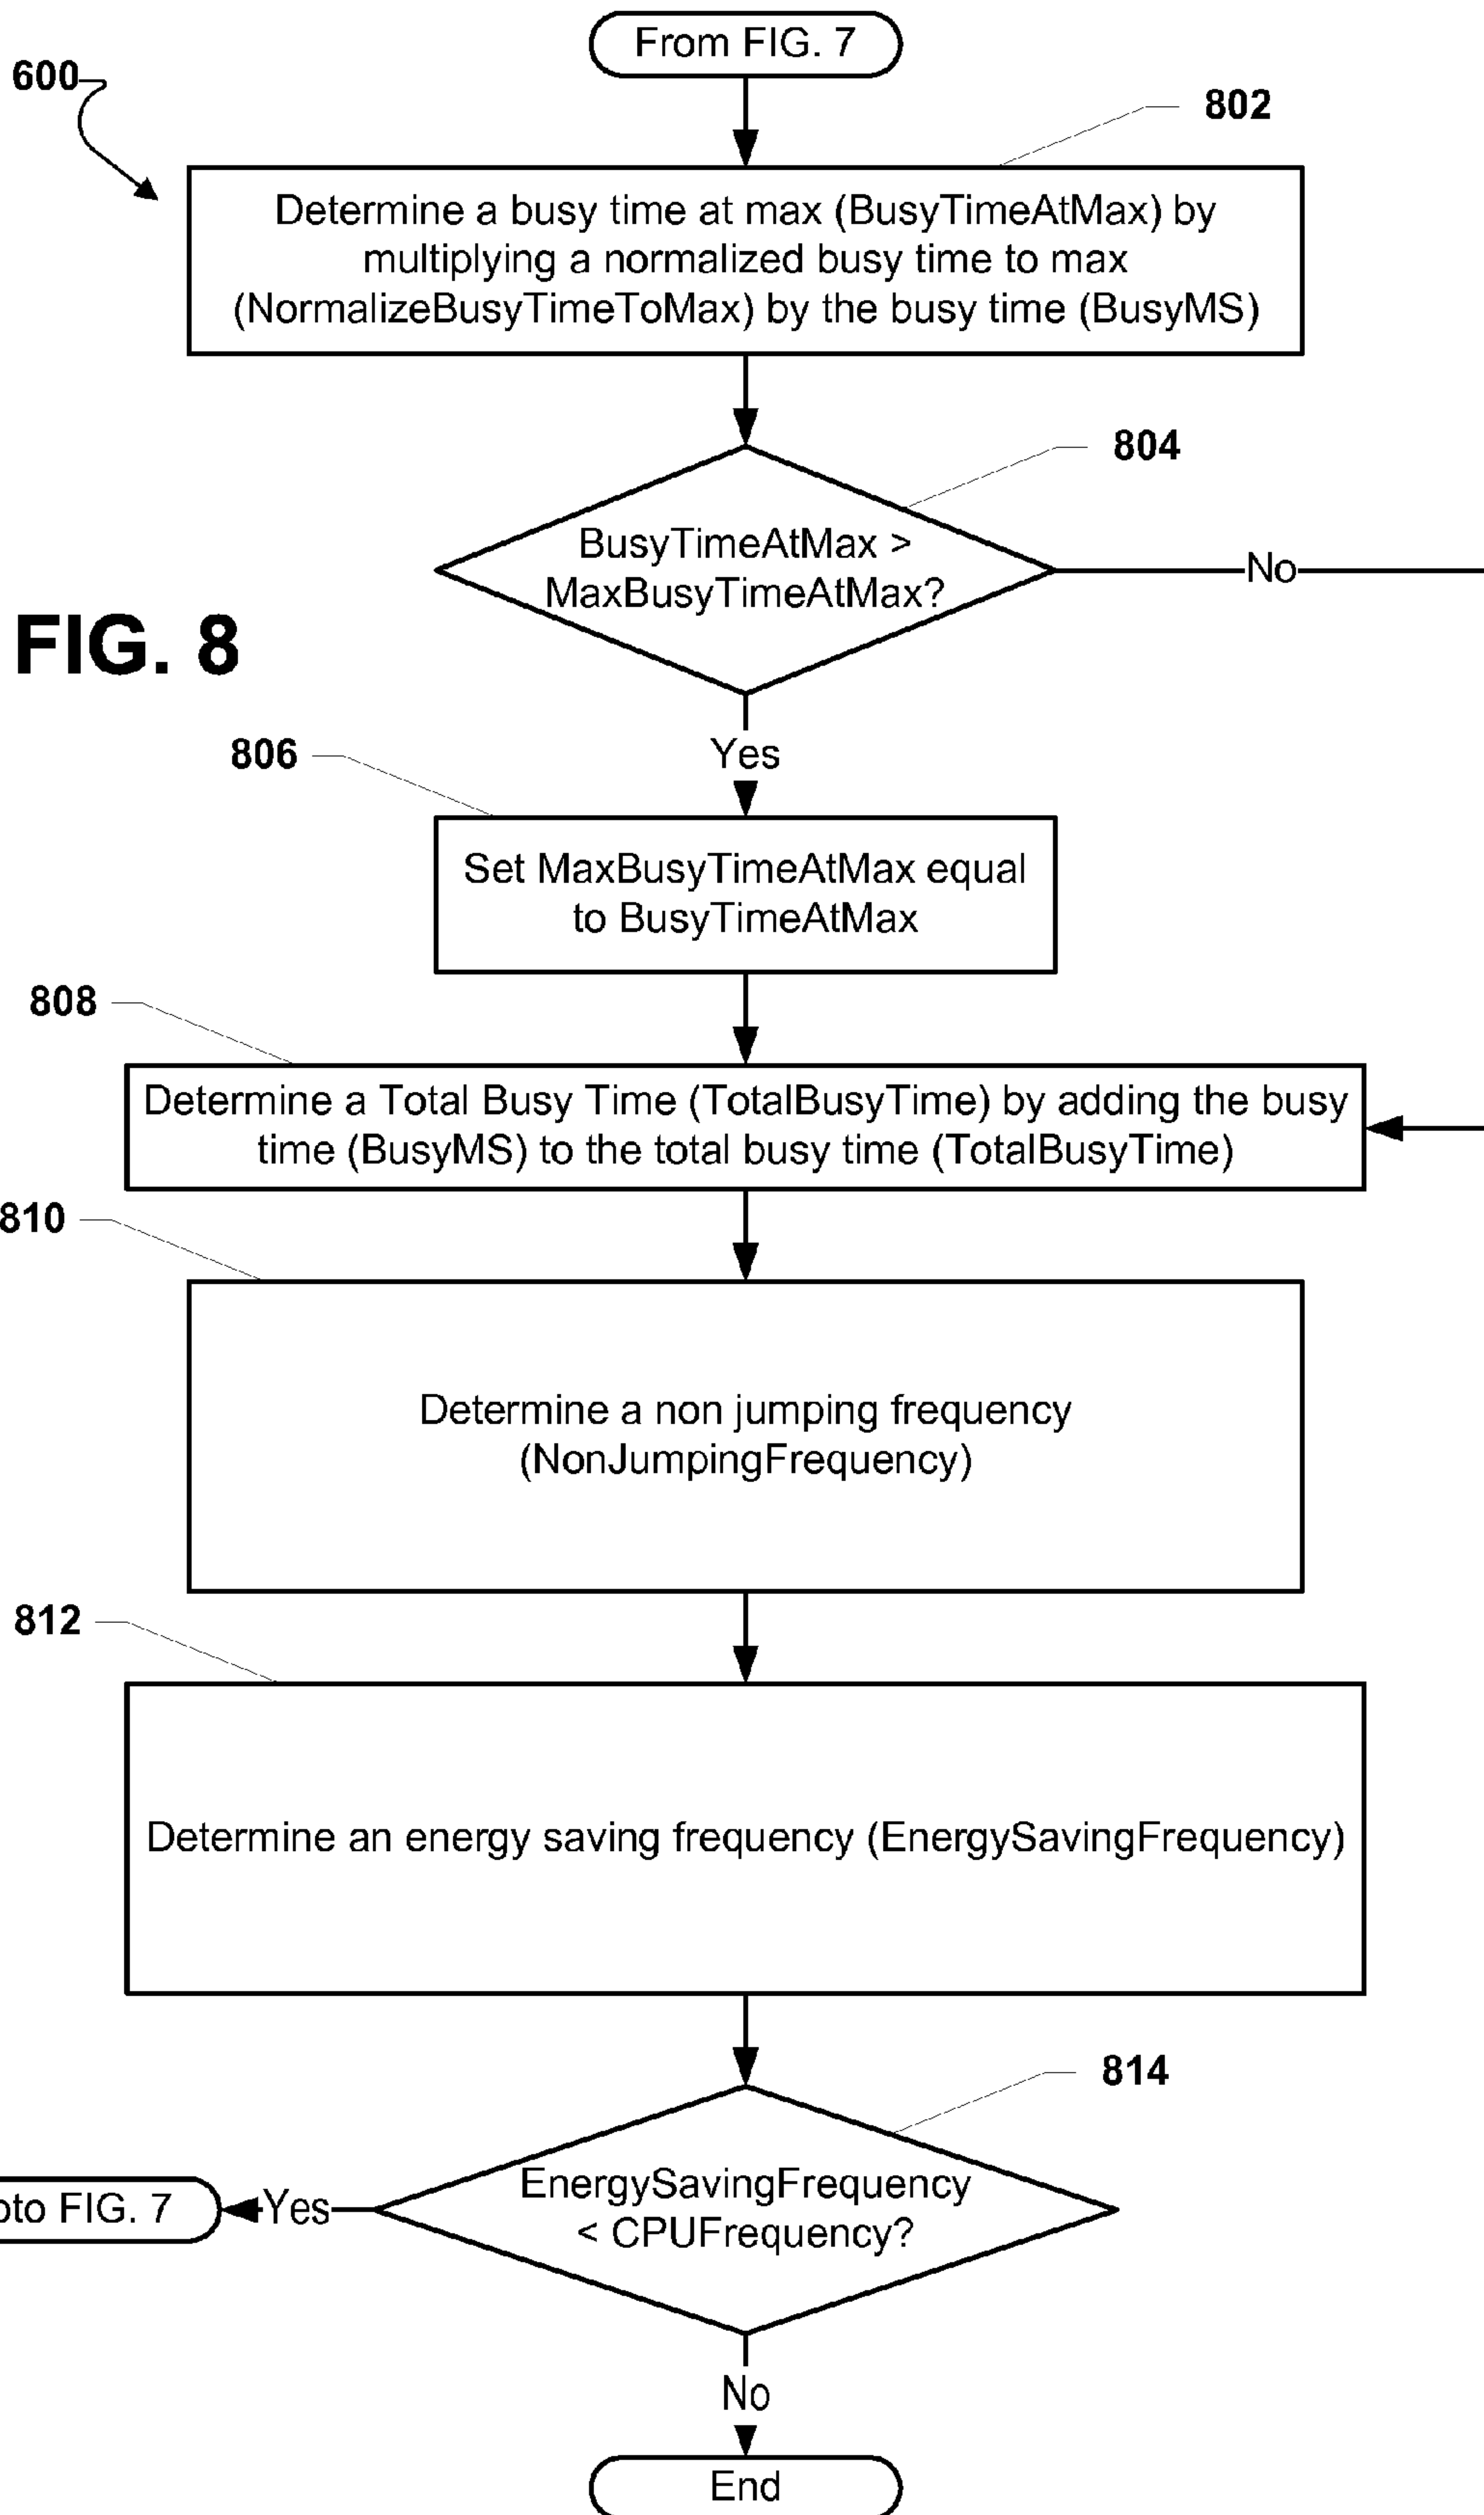 From FIG. 7
600
802
Determine a busy time at max (BusyTimeAtMax) by
multiplying a normalized busy time to max
(NormalizeBusyTimeToMax) by the busy time (BusyMS)
804
BusyTimeAtMax >
MaxBusyTimeAtMax?
No
FIG. 8
Yes
806
Set MaxBusyTimeAtMax equal
to BusyTimeAtMax
808
Determine a Total Busy Time (TotalBusyTime) by adding the busy
time (BusyMS) to the total busy time (TotalBusyTime)
810
Determine a non jumping frequency
(NonJumpingFrequency)
812
Determine an energy saving frequency (EnergySavingFrequency)
814
EnergySavingFrequency
< CPUFrequency?
Yes
FIG. 7
No
End